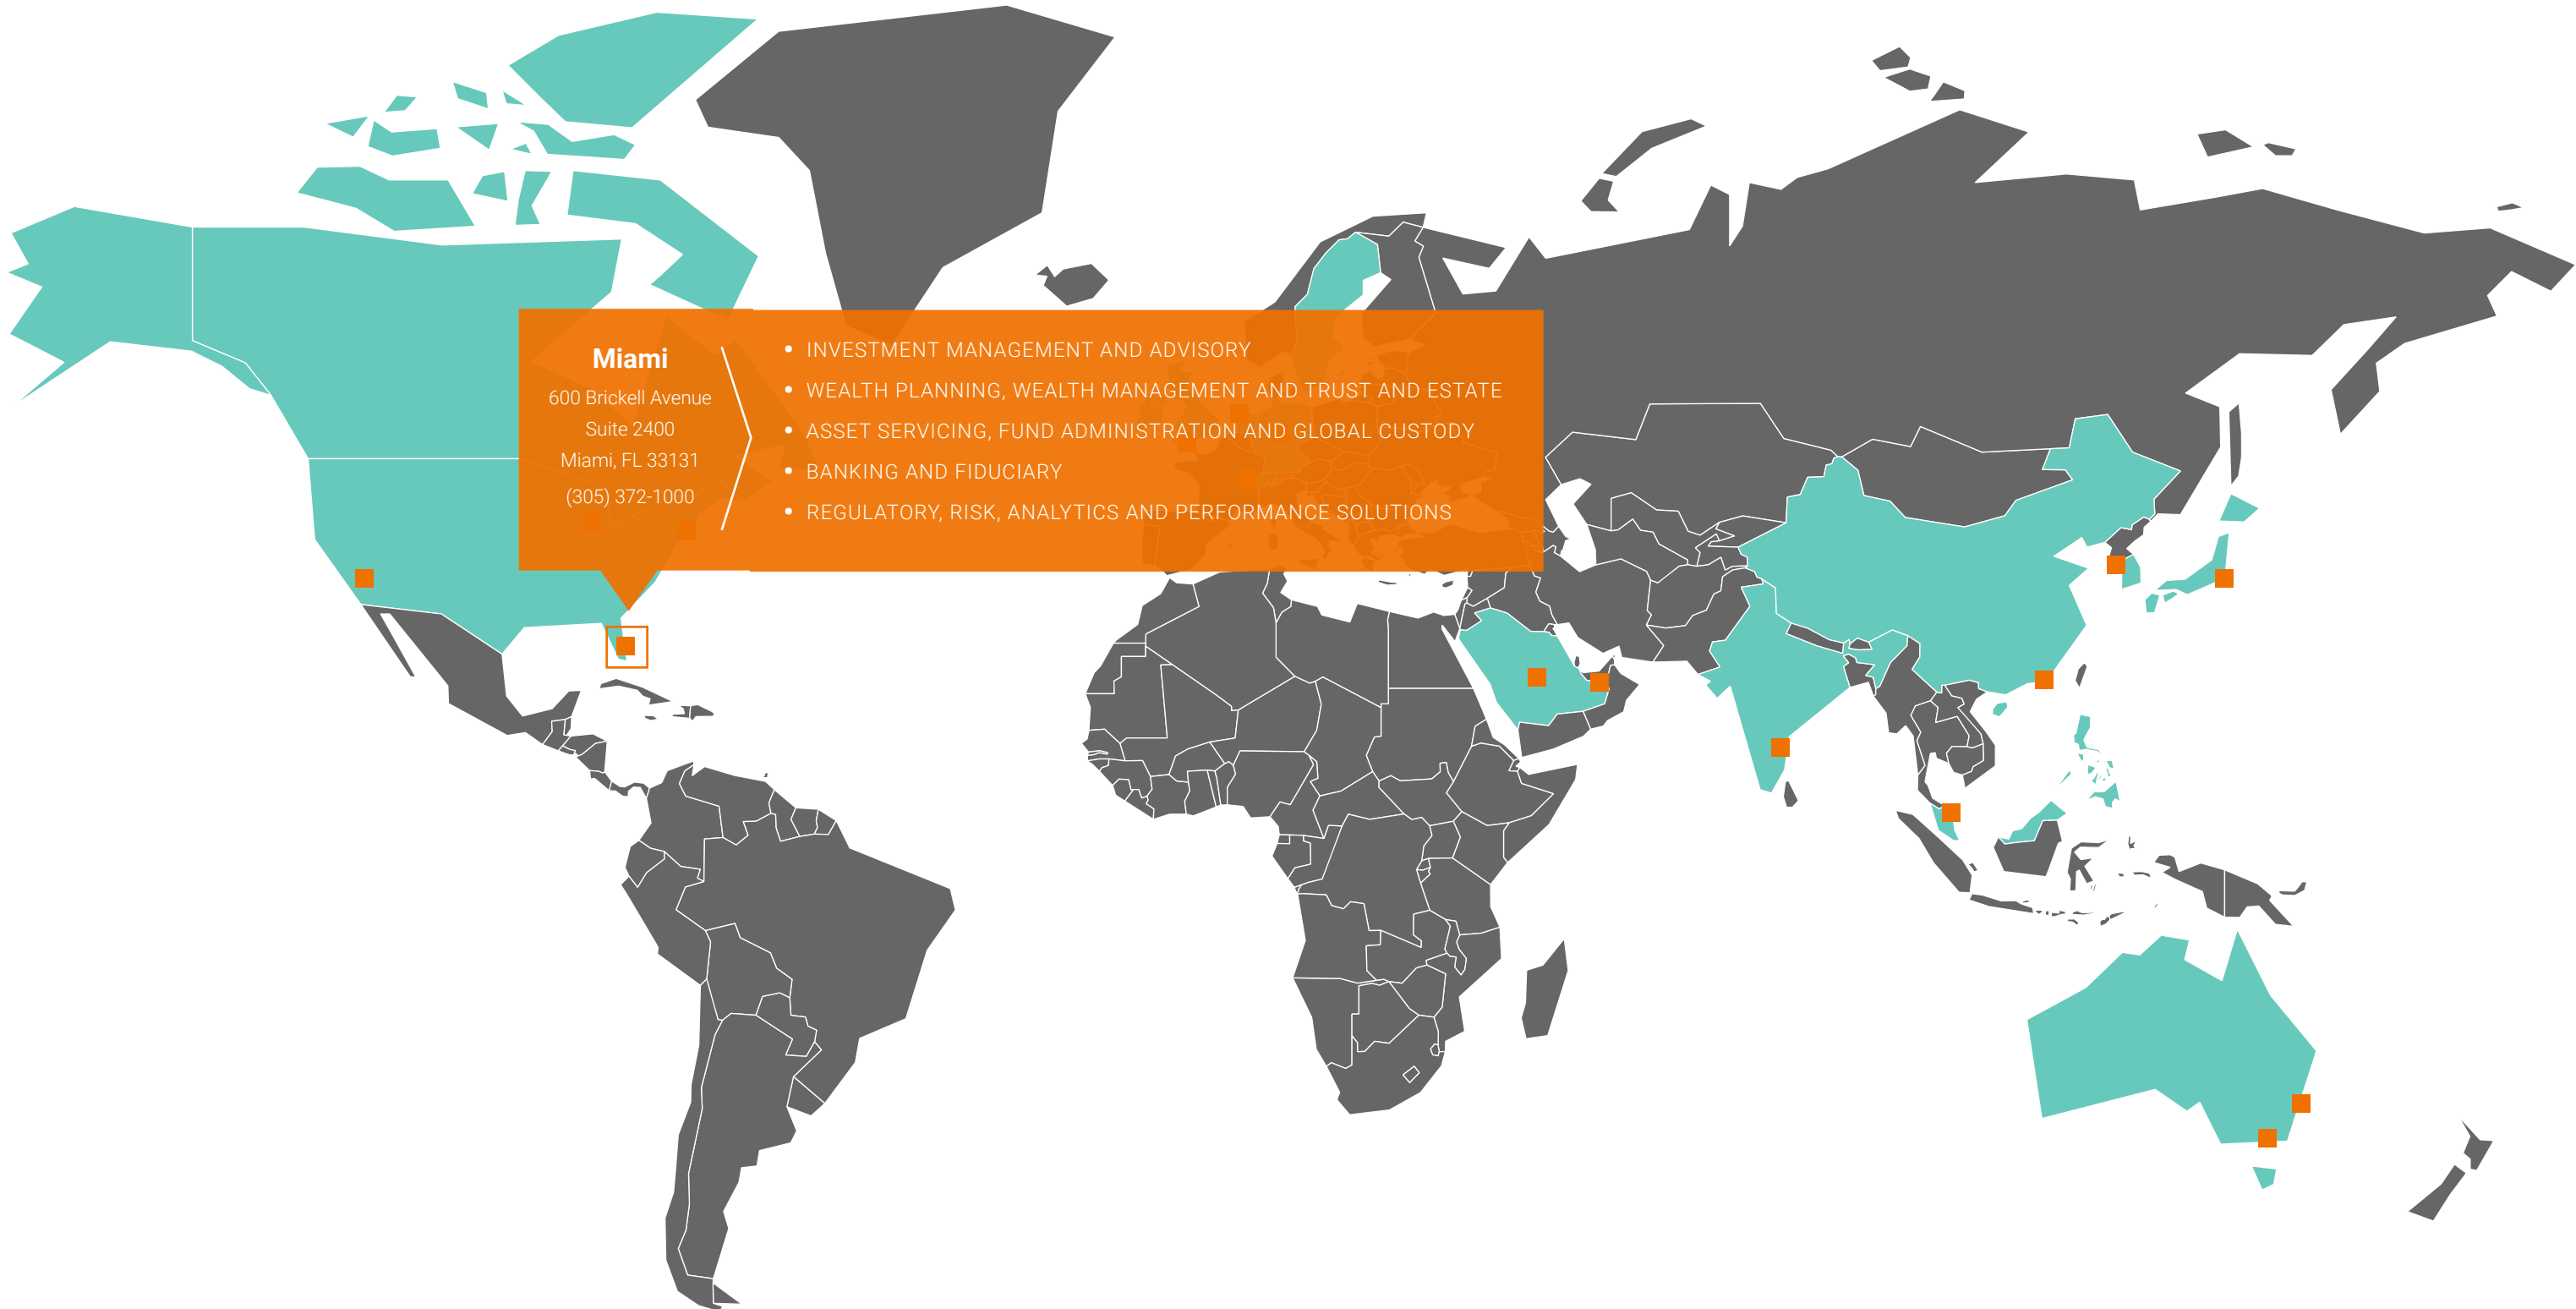 Miami
600 Brickell Avenue
Suite 2400
Miami, FL 33131
(305) 372-1000
• INVESTMENT MANAGEMENT AND ADVISORY
• WEALTH PLANNING, WEALTH MANAGEMENT AND TRUST AND ESTATE
• ASSET SERVICING, FUND ADMINISTRATION AND GLOBAL CUSTODY
• BANKING AND FIDUCIARY
• REGULATORY, RISK, ANALYTICS AND PERFORMANCE SOLUTIONS